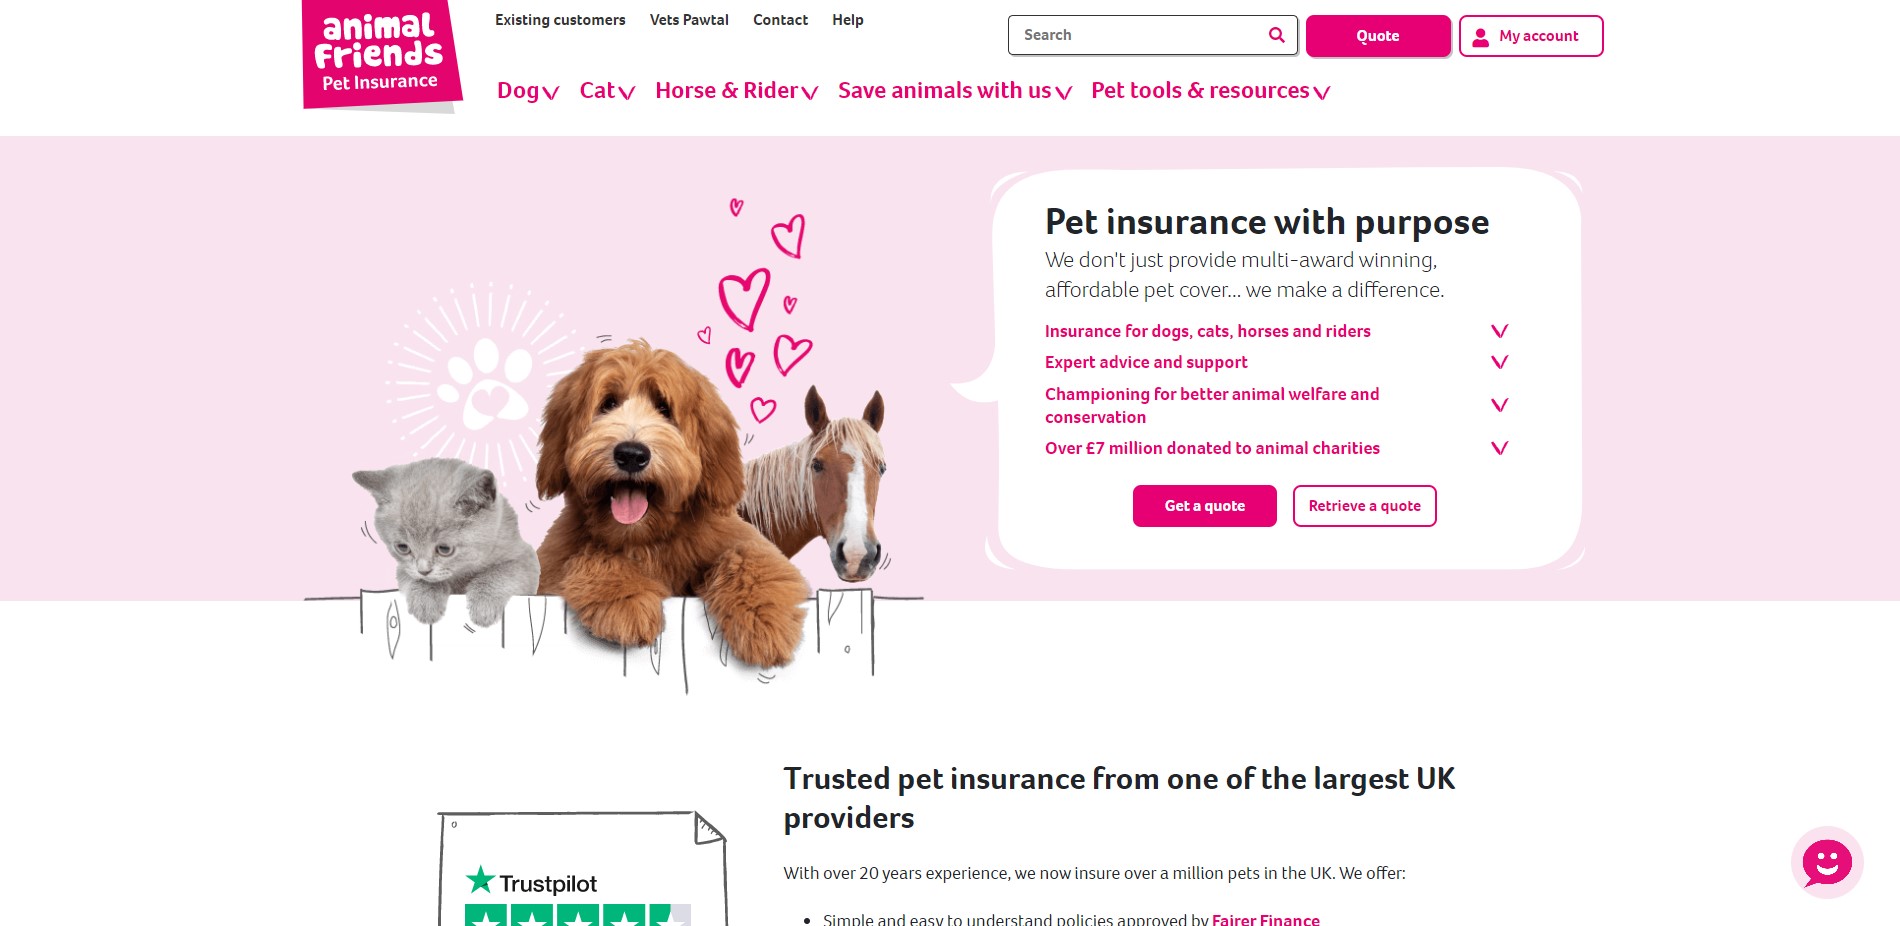 animal
friends
Pet Insurance
Existing customers
Vets Pawtal
Contact
Help
Search
Quote
My account
Dog
Cat
Horse & Rider
Save animals with us
Pet tools & resources
Pet insurance with purpose
We don't just provide multi-award winning,
affordable pet cover... we make a difference.
Insurance for dogs, cats, horses and riders
Expert advice and support
Championing for better animal welfare and
conservation
Over £7 million donated to animal charities
Get a quote
Retrieve a quote
Trusted pet insurance from one of the largest UK
providers
With over 20 years experience, we now insure over a million pets in the UK. We offer:
• Simple and easy to understand policies approved by Fairer Finance
Trustpilot